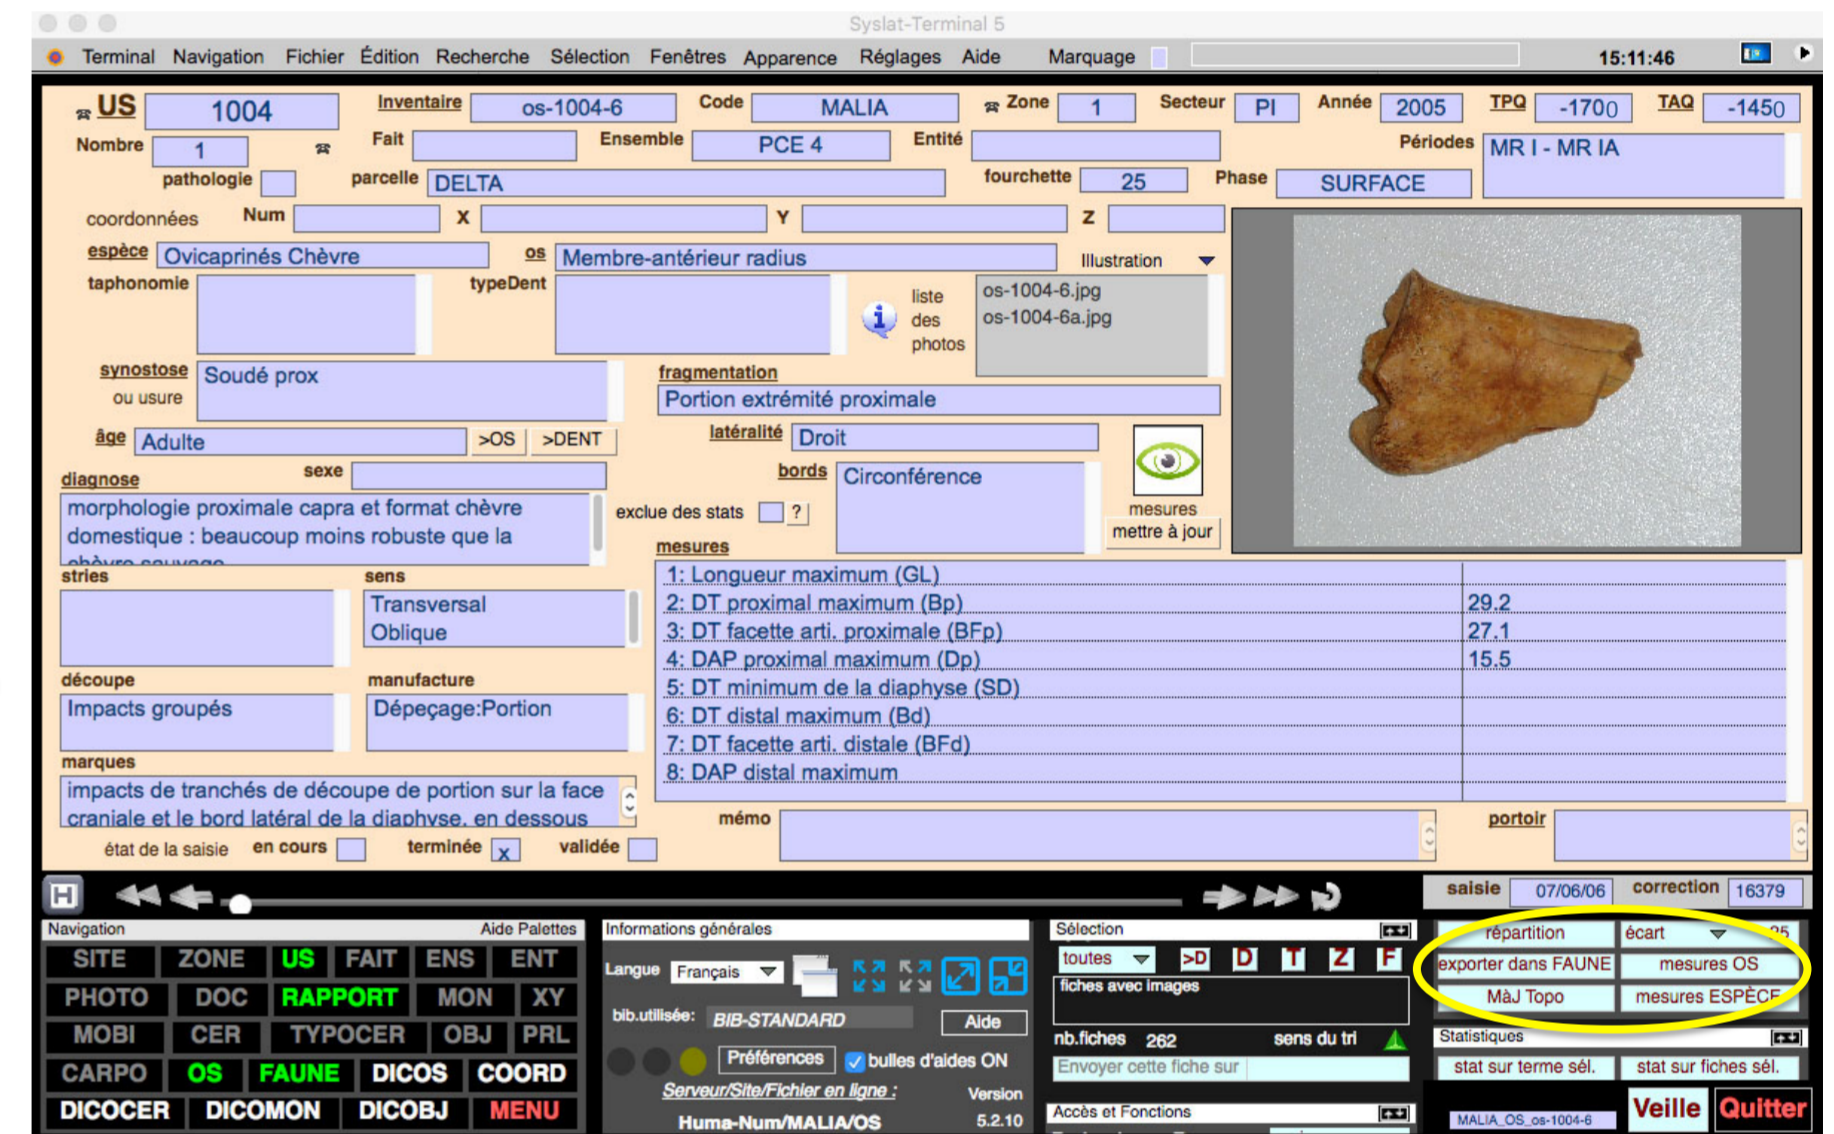 Syslat-Terminal 5
Terminal Navigation Fichier Édition Recherche Sélection Fenêtres Apparence Réglages Aide Marquage 15:11:46
US 1004 Inventaire os-1004-6 Code MALIA Zone 1 Secteur PI Année 2005 TPQ -1700 TAQ -1450
Nombre 1 Fait Ensemble PCE 4 Entité Périodes MR I - MR IA
pathologie parcelle DELTA fourchette 25 Phase SURFACE
coordonnées Num X Y Z
espèce Ovicaprinés Chèvre os Membre-antérieur radius Illustration
taphonomie typeDent liste des photos os-1004-6.jpg
os-1004-6a.jpg
synostose ou usure Soudé prox fragmentation
Portion extrémité proximale
âge Adulte >OS >DENT latéralité Droit
diagnose sexe bords Circonférence
morphologie proximale capra et format chèvre
domestique : beaucoup moins robuste que la
chèvre sauvage
exclue des stats ? mesures
mettre à jour
mesures
stries sens
Transversal
Oblique
1: Longueur maximum (GL)
2: DT proximal maximum (Bp) 29.2
3: DT facette arti. proximale (BFp) 27.1
4: DAP proximal maximum (Dp) 15.5
5: DT minimum de la diaphyse (SD)
6: DT distal maximum (Bd)
7: DT facette arti. distale (BFd)
8: DAP distal maximum
découpe manufacture
Impacts groupés Dépeçage:Portion
marques
impacts de tranchés de découpe de portion sur la face
craniale et le bord latéral de la diaphyse, en dessous
mémo portoir
état de la saisie en cours terminée x validée
H saisie 07/06/06 correction 16379
Navigation Aide Palettes
SITE ZONE US FAIT ENS ENT
PHOTO DOC RAPPORT MON XY
MOBI CER TYPOCER OBJ PRL
CARPO OS FAUNE DICOS COORD
DICOCER DICOMON DICOBJ MENU
Informations générales
Langue Français
bib.utilisée: BIB-STANDARD Aide
Préférences bulles d'aides ON
Serveur/Site/Fichier en ligne : Version
Huma-Num/MALIA/OS 5.2.10
Sélection
toutes >D D T Z F
fiches avec images
nb.fiches 262 sens du tri
Envoyer cette fiche sur
Accès et Fonctions
répartition écart 25
exporter dans FAUNE mesures OS
MàJ Topo mesures ESPÈCE
Statistiques
stat sur terme sél. stat sur fiches sél.
MALIA_OS_os-1004-6 Veille Quitter